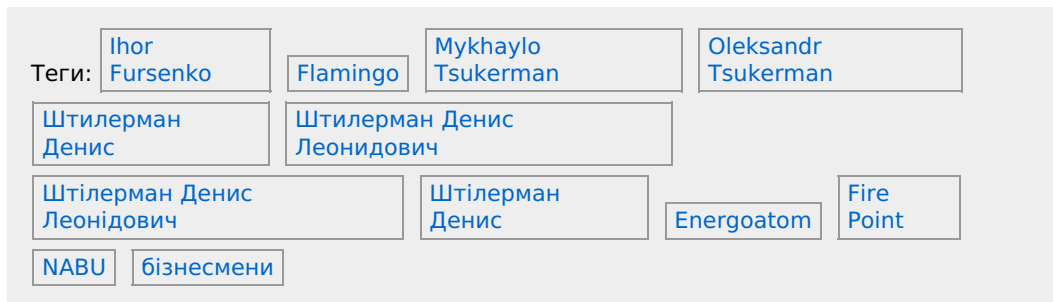 Теги: Ihor Fursenko Flamingo Mykhaylo Tsukerman Oleksandr Tsukerman
Штилерман Денис Штилерман Денис Леонидович
Штілерман Денис Леонідович Штілерман Денис Energoatom Fire Point
NABU бізнесмени